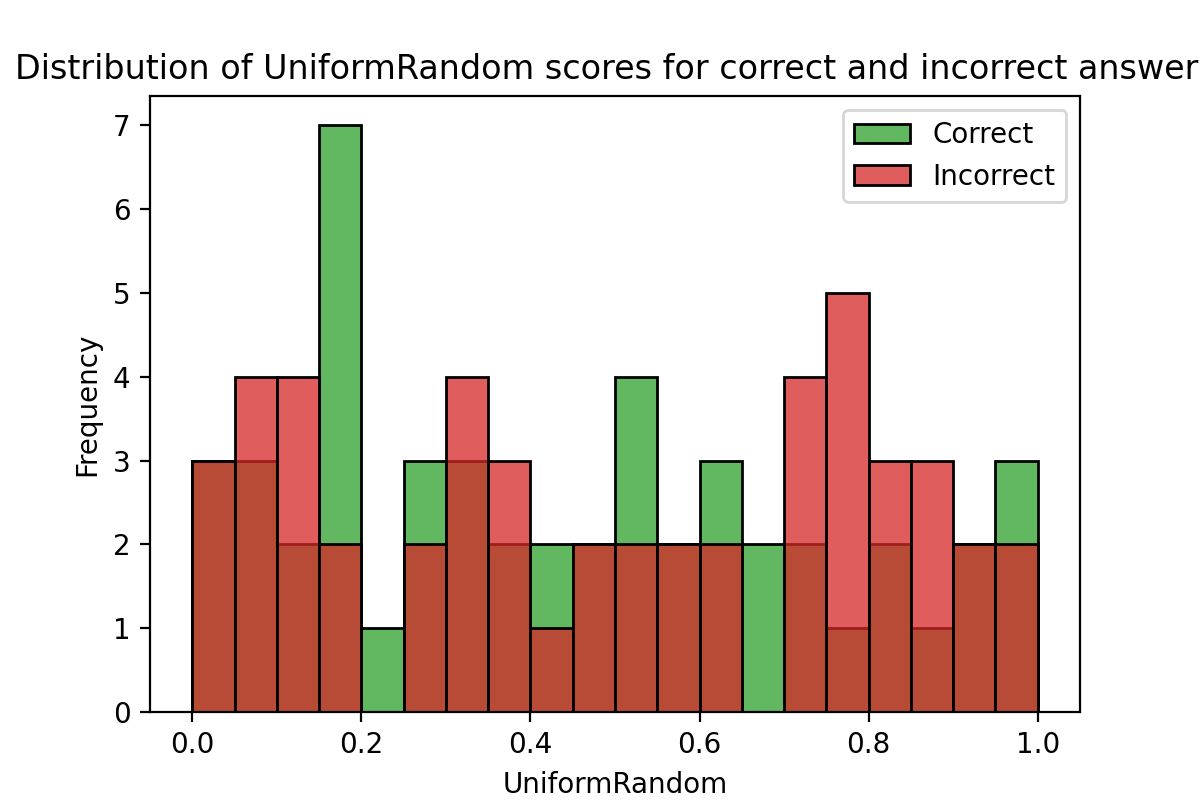 Distribution of UniformRandom scores for correct and incorrect answer
Correct
Incorrect
Frequency
7
6
5
4
3
2
1
0
0.0 0.2 0.4 0.6 0.8 1.0
UniformRandom